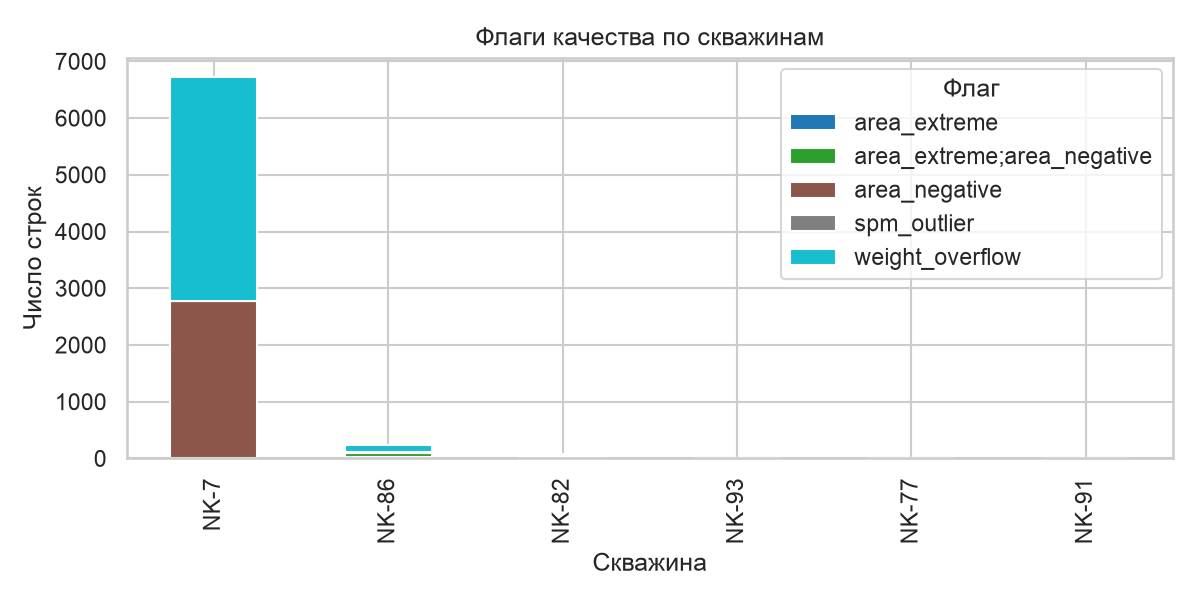 Флаги качества по скважинам
Число строк
7000
6000
5000
4000
3000
2000
1000
0
Флаг
area_extreme
area_extreme;area_negative
area_negative
spm_outlier
weight_overflow
NK-7
NK-86
NK-82
NK-93
NK-77
NK-91
Скважина